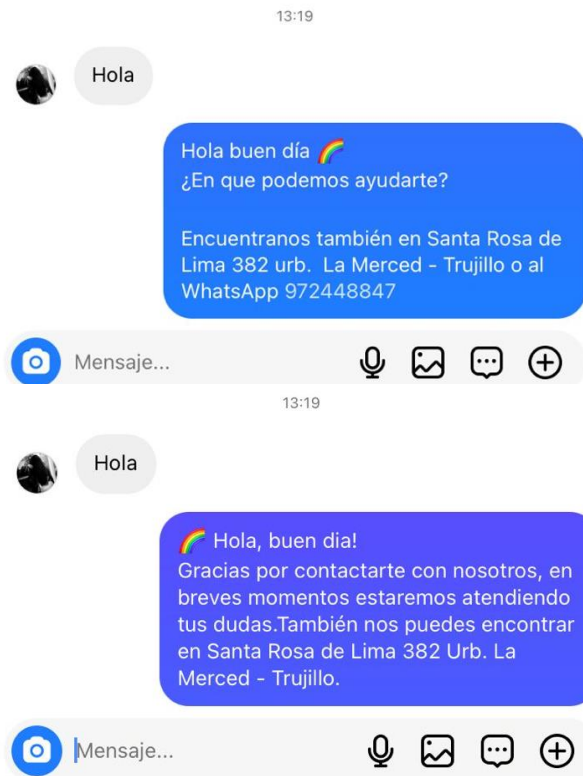 13:19
Hola
Hola buen día 🌈
¿En que podemos ayudarte?
Encuentranos también en Santa Rosa de
Lima 382 urb.  La Merced - Trujillo o al
WhatsApp 972448847
Mensaje...
13:19
Hola
🌈 Hola, buen dia!
Gracias por contactarte con nosotros, en
breves momentos estaremos atendiendo
tus dudas.También nos puedes encontrar
en Santa Rosa de Lima 382 Urb. La
Merced - Trujillo.
Mensaje...